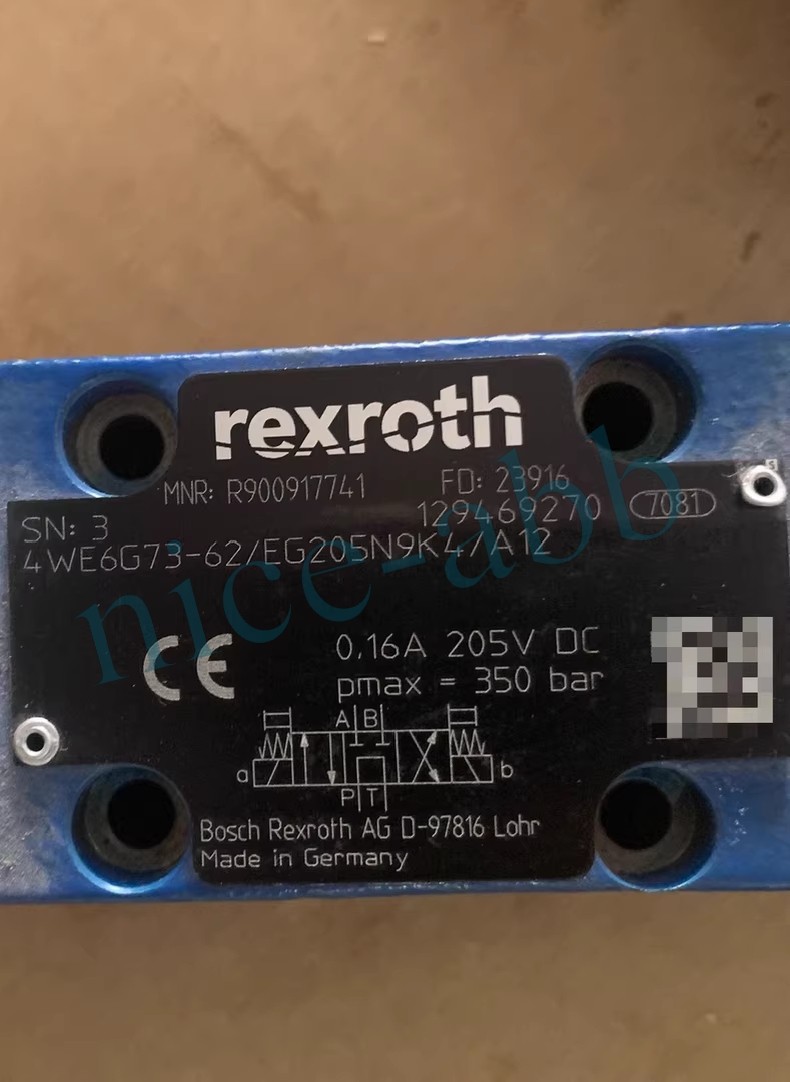 rexroth
MNR: R900917741 FD: 23916
SN: 3 129469270 7081
4WE6G73-62/EG205N9K4/A12
CE 0,16A 205V DC
pmax = 350 bar
A B
a b
P T
Bosch Rexroth AG D-97816 Lohr
Made in Germany
nice-abb